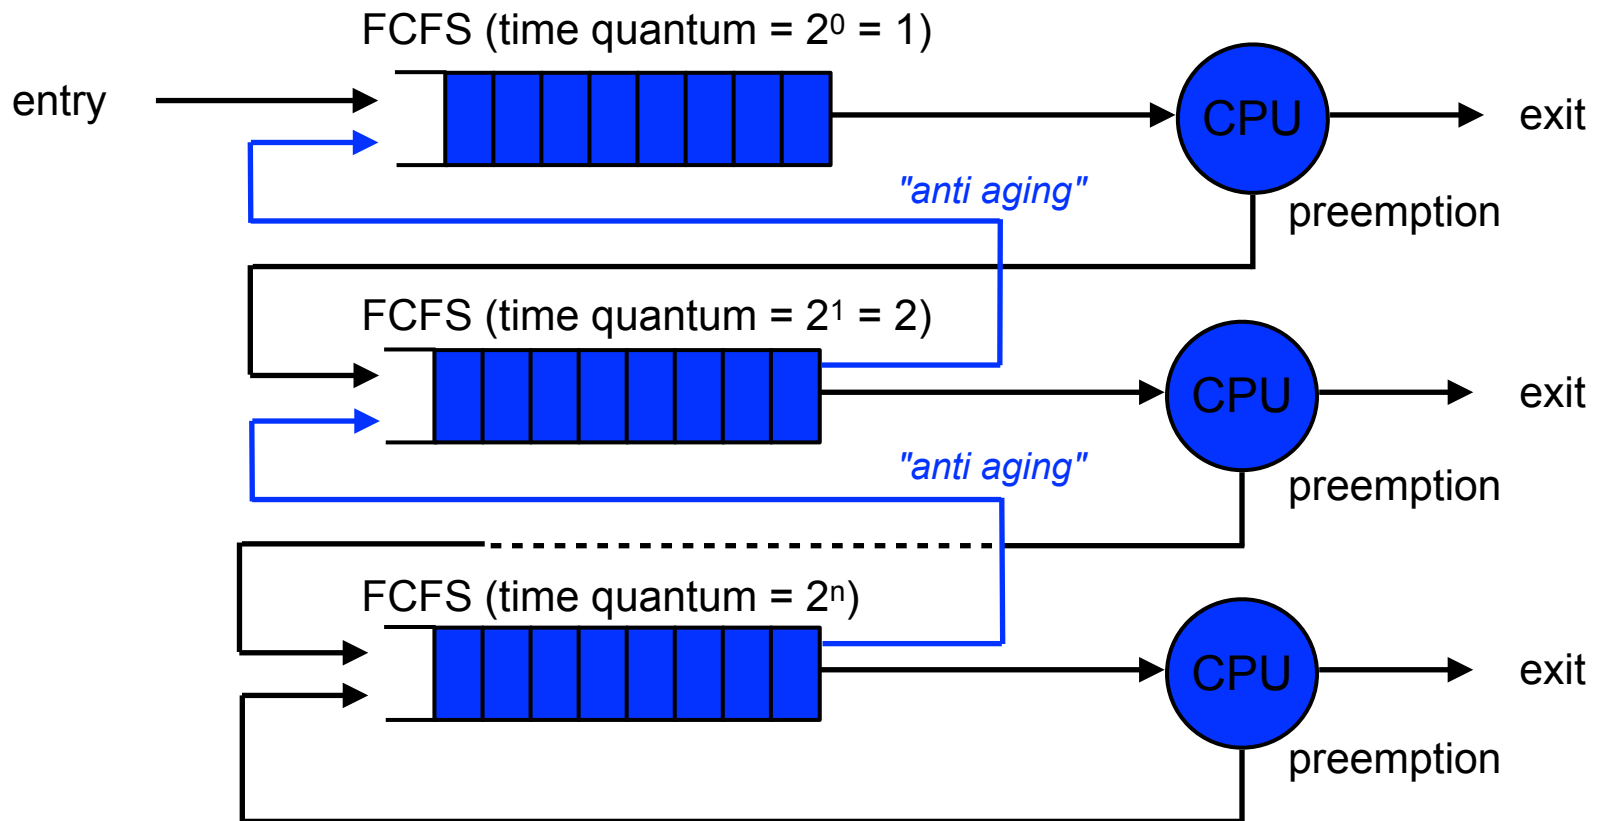 FCFS (time quantum = 2⁰ = 1)
entry
CPU
exit
"anti aging"
preemption
FCFS (time quantum = 2¹ = 2)
CPU
exit
"anti aging"
preemption
FCFS (time quantum = 2ⁿ)
CPU
exit
preemption